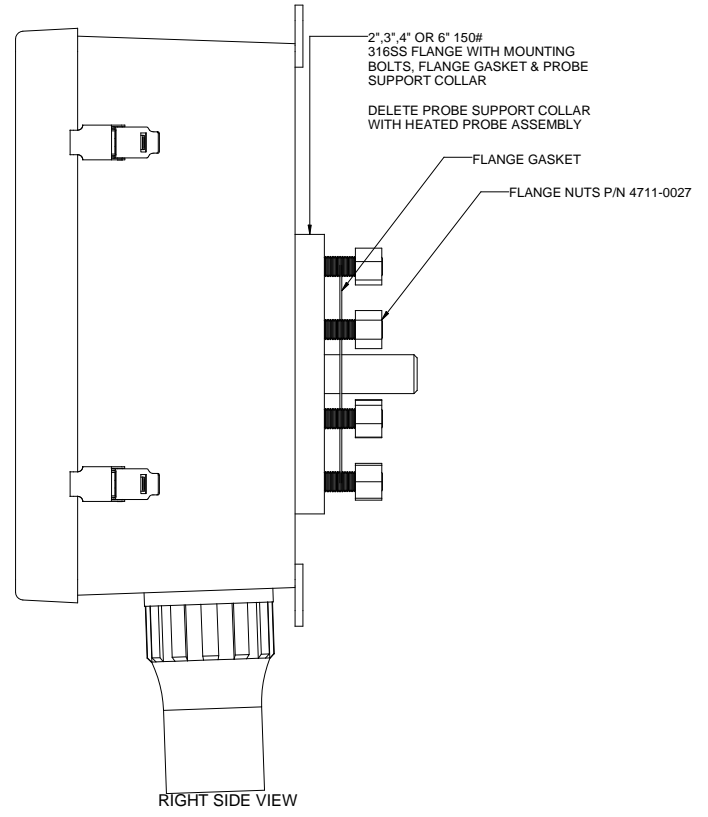 2",3",4" OR 6" 150#
316SS FLANGE WITH MOUNTING
BOLTS, FLANGE GASKET & PROBE
SUPPORT COLLAR
DELETE PROBE SUPPORT COLLAR
WITH HEATED PROBE ASSEMBLY
FLANGE GASKET
FLANGE NUTS P/N 4711-0027
RIGHT SIDE VIEW